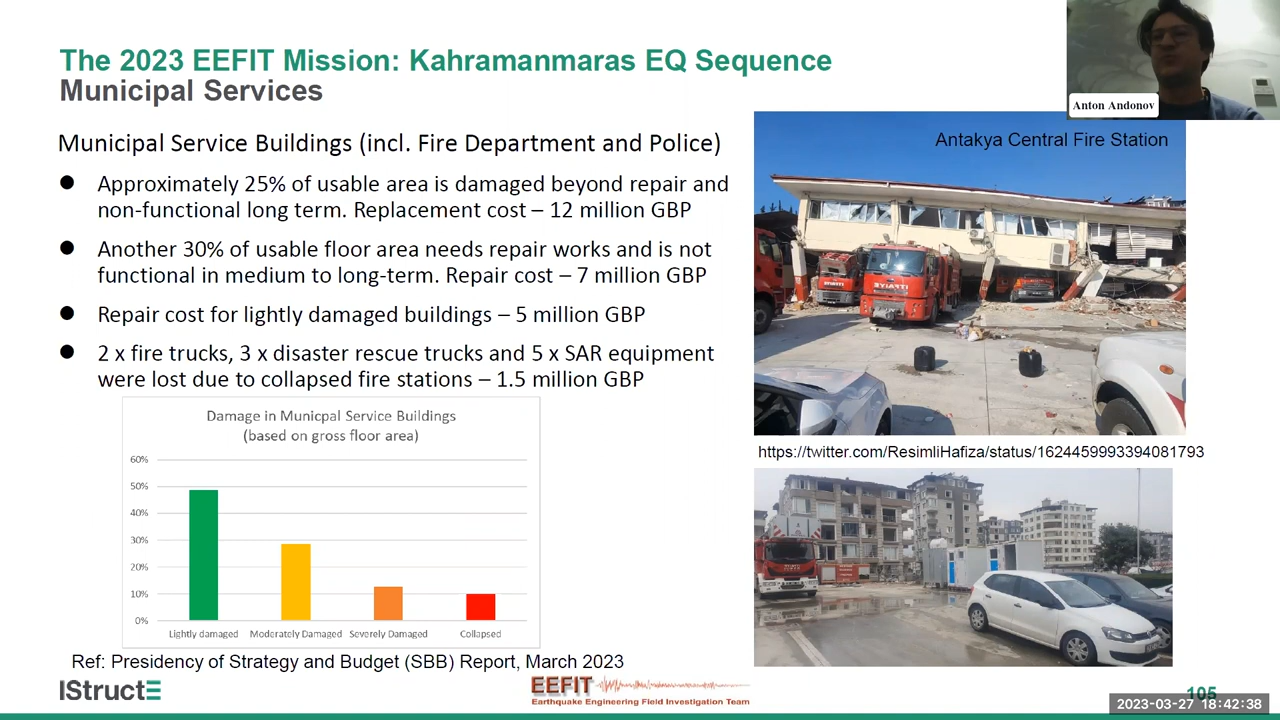 The 2023 EEFIT Mission: Kahramanmaras EQ Sequence
Municipal Services
Anton Andonov
Municipal Service Buildings (incl. Fire Department and Police)
● Approximately 25% of usable area is damaged beyond repair and
non-functional long term. Replacement cost – 12 million GBP
● Another 30% of usable floor area needs repair works and is not
functional in medium to long-term. Repair cost – 7 million GBP
● Repair cost for lightly damaged buildings – 5 million GBP
● 2 x fire trucks, 3 x disaster rescue trucks and 5 x SAR equipment
were lost due to collapsed fire stations – 1.5 million GBP
Damage in Municpal Service Buildings
(based on gross floor area)
60%
50%
40%
30%
20%
10%
0%
Lightly damaged Moderately Damaged Severely Damaged Collapsed
Ref: Presidency of Strategy and Budget (SBB) Report, March 2023
Antakya Central Fire Station
https://twitter.com/ResimliHafiza/status/1624459993394081793
IStructE
EEFIT
Earthquake Engineering Field Investigation Team
105
2023-03-27 18:42:38